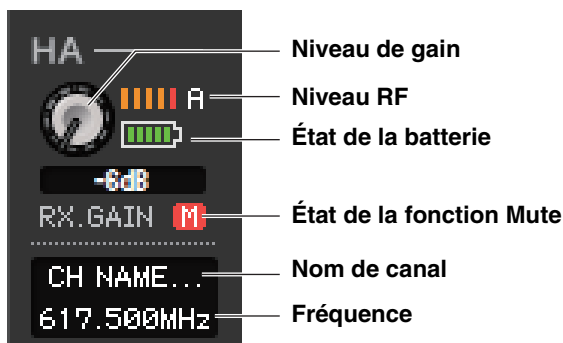 HA
Niveau de gain
A
Niveau RF
État de la batterie
-6dB
RX.GAIN M
État de la fonction Mute
CH NAME...
Nom de canal
617.500MHz
Fréquence